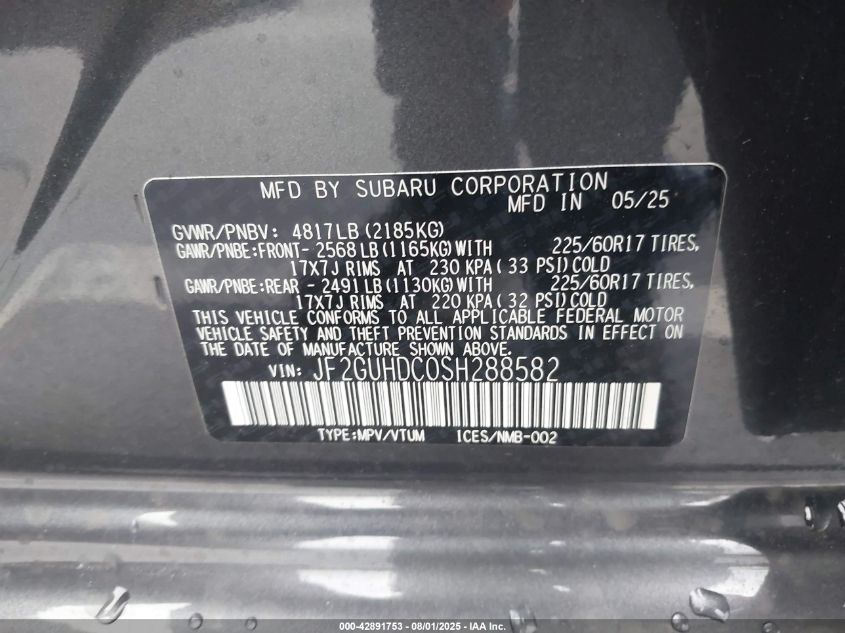 MFD BY SUBARU CORPORATION
MFD IN 05/25
GVWR/PNBV: 4817LB(2185KG)
GAWR/PNBE:FRONT- 2568LB(1165KG)WITH 225/60R17 TIRES,
17X7J RIMS AT 230 KPA(33 PSI)COLD
GAWR/PNBE:REAR - 2491LB(1130KG)WITH 225/60R17 TIRES,
17X7J RIMS AT 220 KPA(32 PSI)COLD
THIS VEHICLE CONFORMS TO ALL APPLICABLE FEDERAL MOTOR
VEHICLE SAFETY AND THEFT PREVENTION STANDARDS IN EFFECT ON
THE DATE OF MANUFACTURE SHOWN ABOVE.
VIN: JF2GUHDC0SH288582
TYPE:MPV/VTUM ICES/NMB-002
000-42891753 - 08/01/2025 - IAA Inc.